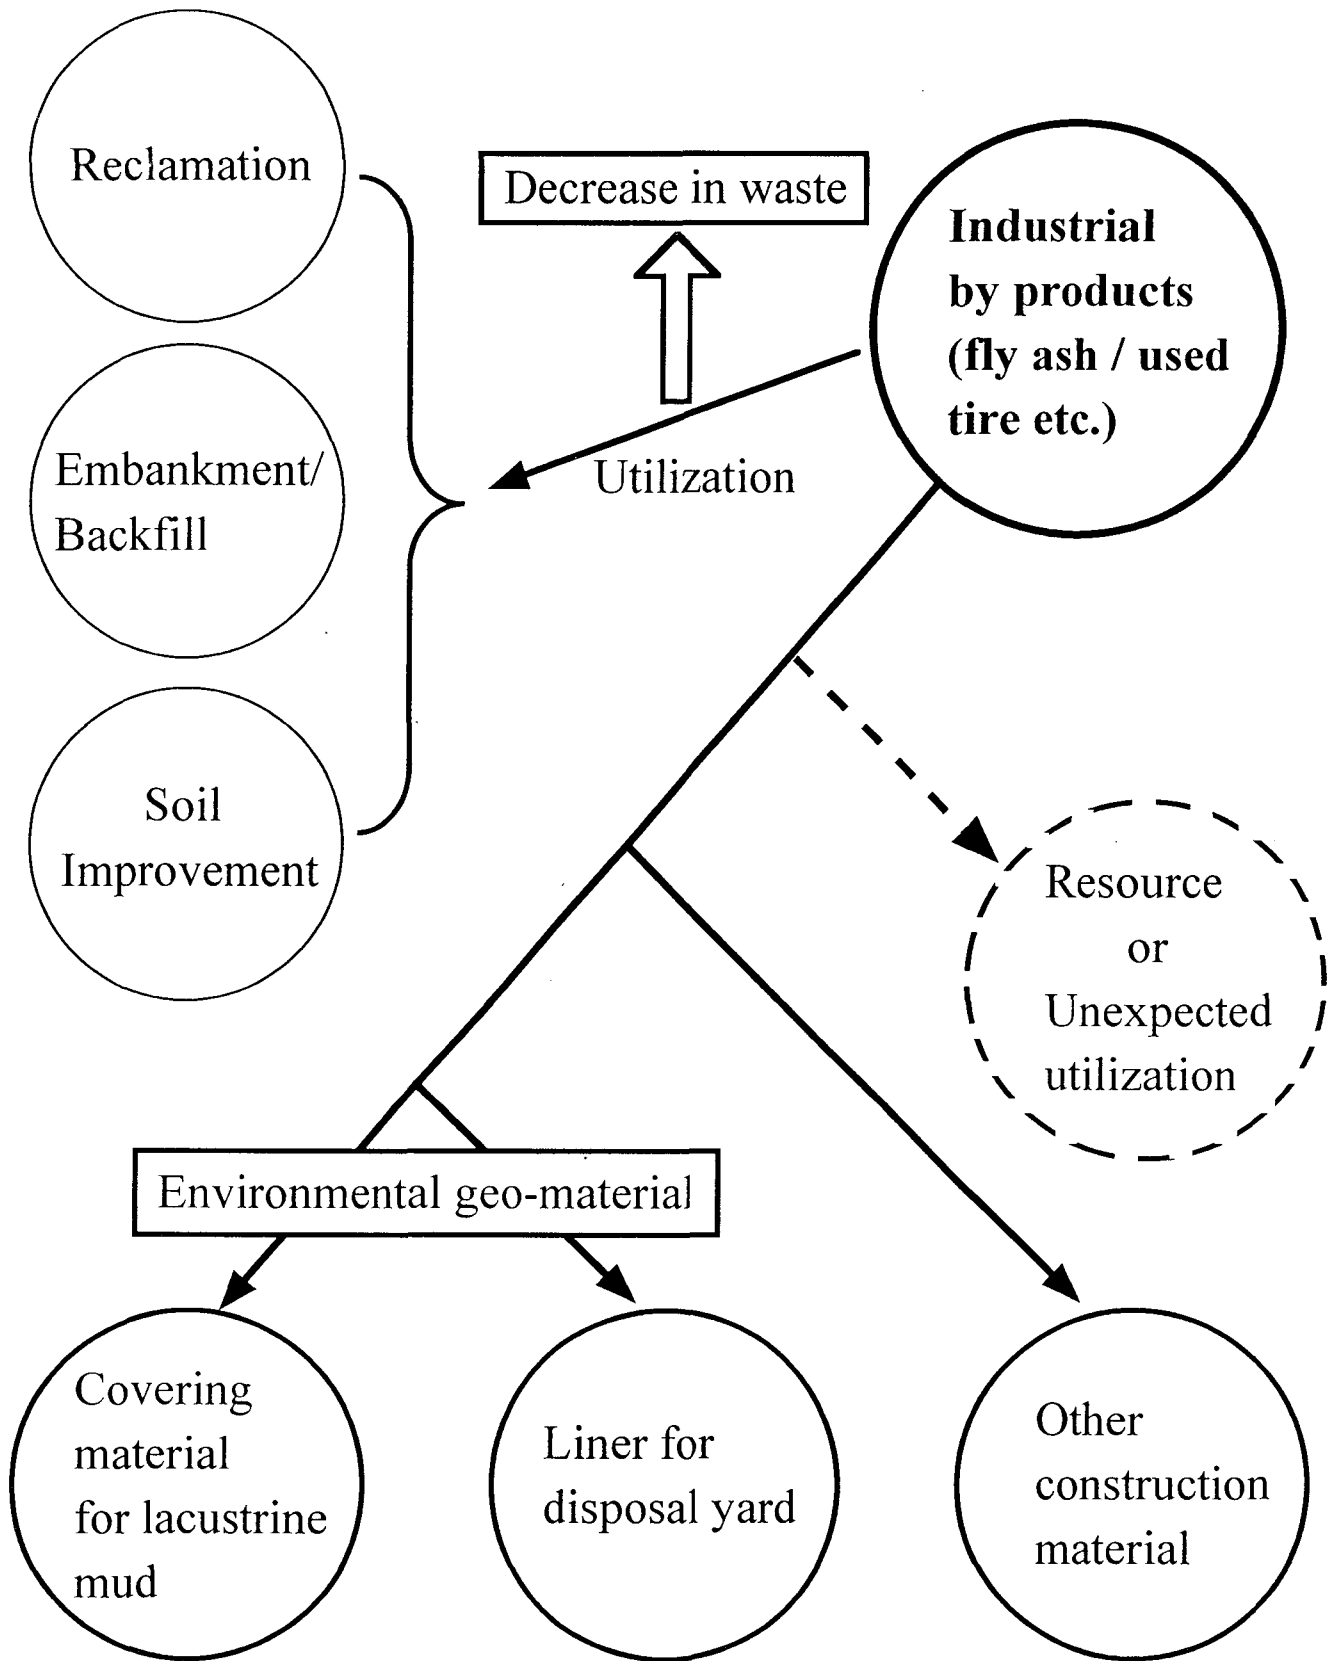 Reclamation
Decrease in waste
Industrial
by products
(fly ash / used
tire etc.)
Embankment/
Backfill
Utilization
Soil
Improvement
Resource
or
Unexpected
utilization
Environmental geo-material
Covering
material
for lacustrine
mud
Liner for
disposal yard
Other
construction
material